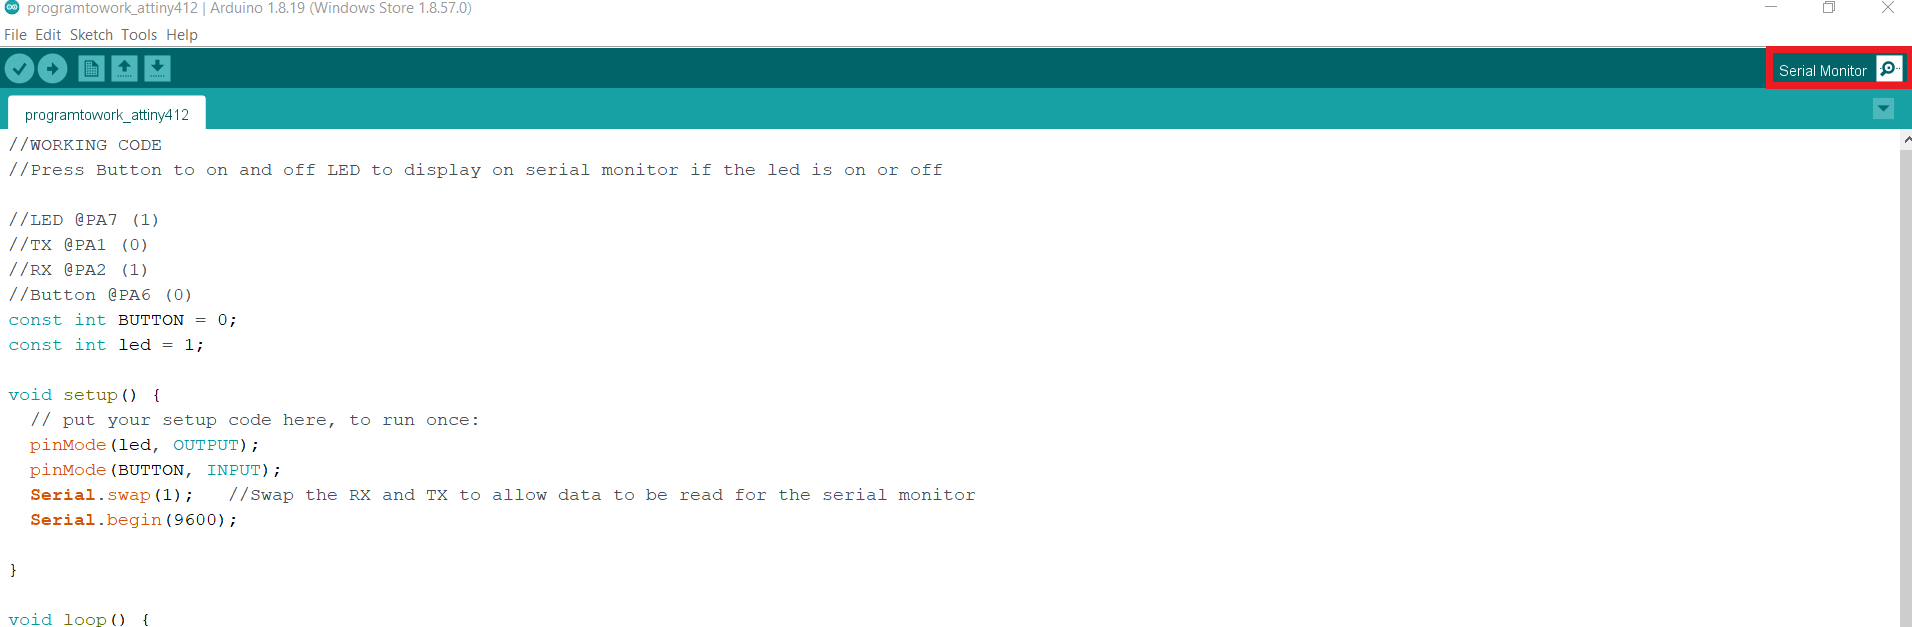 programtowork_attiny412 | Arduino 1.8.19 (Windows Store 1.8.57.0)
File Edit Sketch Tools Help
Serial Monitor
programtowork_attiny412
//WORKING CODE
//Press Button to on and off LED to display on serial monitor if the led is on or off
//LED @PA7 (1)
//TX @PA1 (0)
//RX @PA2 (1)
//Button @PA6 (0)
const int BUTTON = 0;
const int led = 1;
void setup() {
  // put your setup code here, to run once:
  pinMode(led, OUTPUT);
  pinMode(BUTTON, INPUT);
  Serial.swap(1);   //Swap the RX and TX to allow data to be read for the serial monitor
  Serial.begin(9600);
}
void loop() {